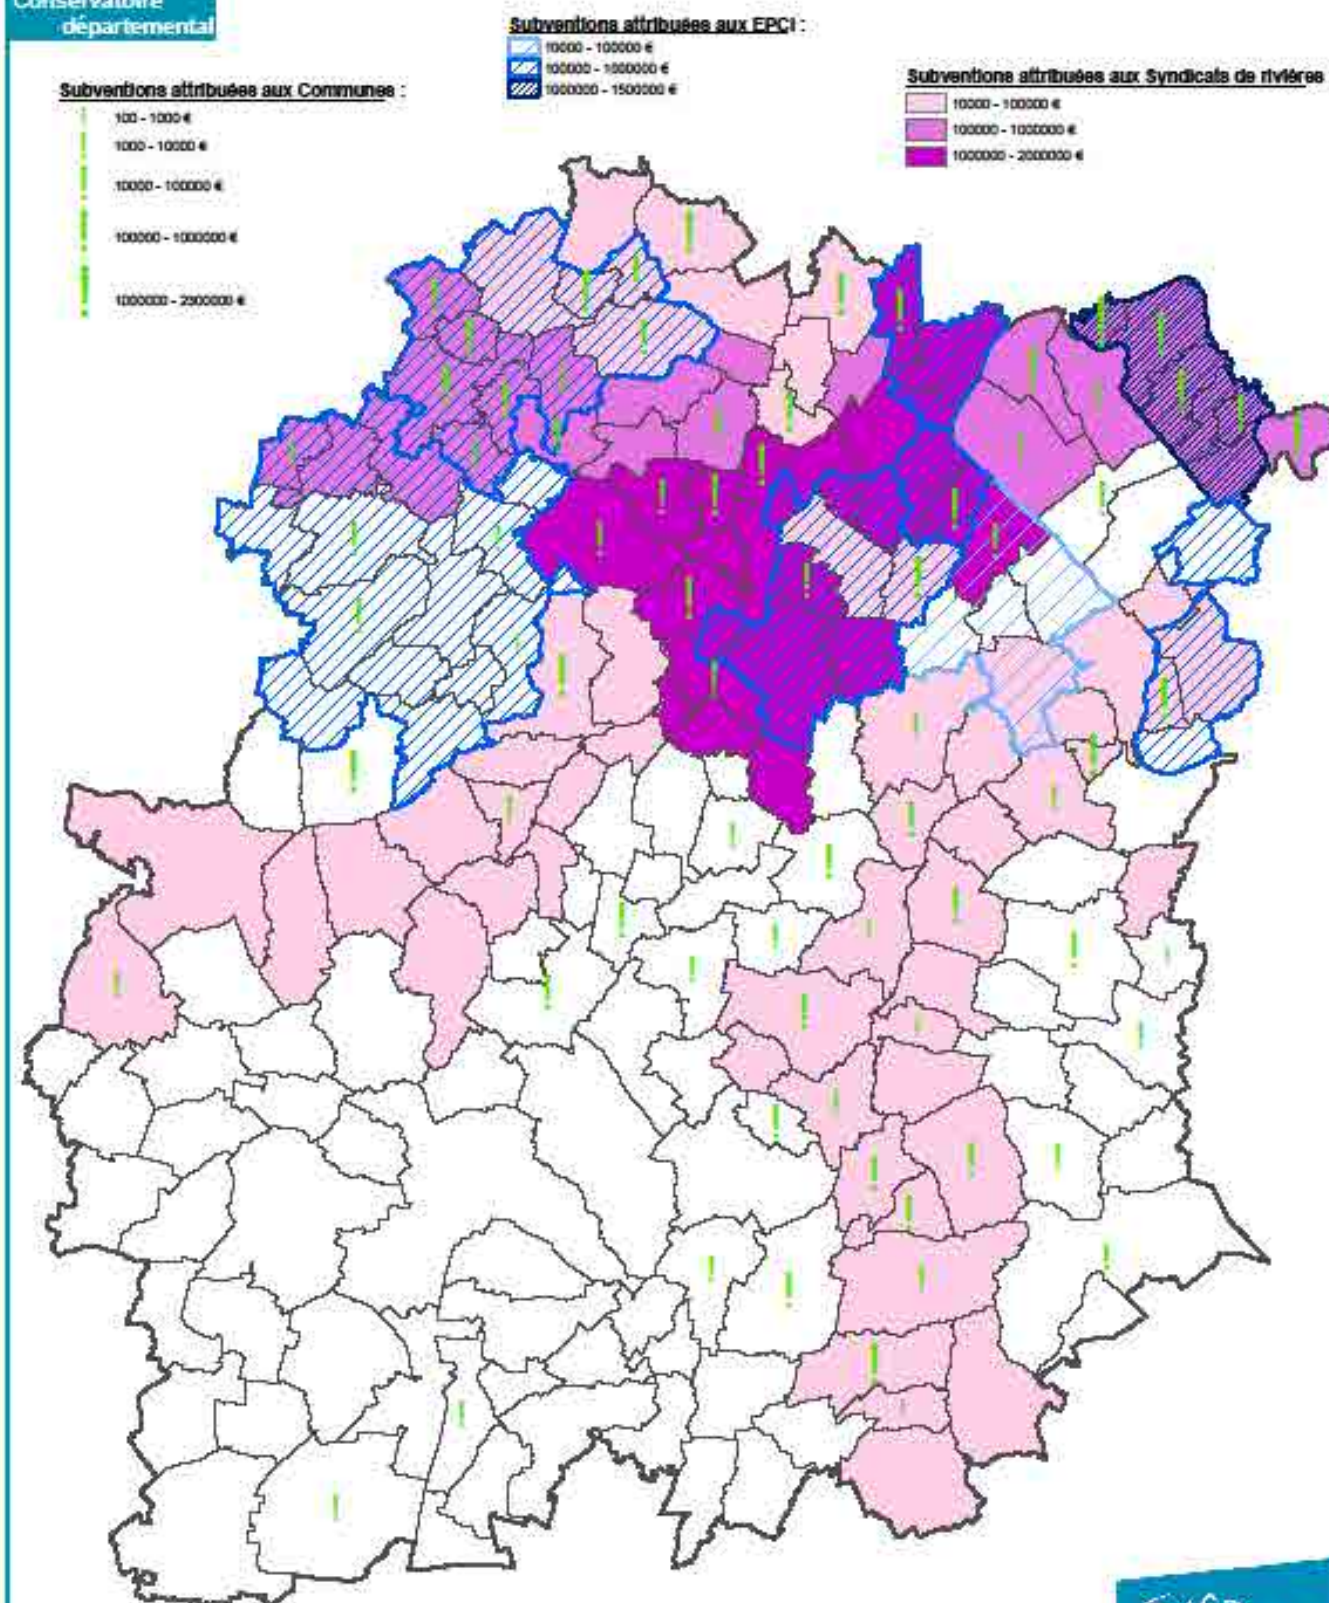 Conservatoire
départemental
Subventions attribuées aux EPCI :
10000 - 100000 €
100000 - 1000000 €
1000000 - 1500000 €
Subventions attribuées aux Communes :
100 - 1000 €
1000 - 10000 €
10000 - 100000 €
100000 - 1000000 €
1000000 - 2300000 €
Subventions attribuées aux Syndicats de rivières
10000 - 100000 €
100000 - 1000000 €
1000000 - 2000000 €